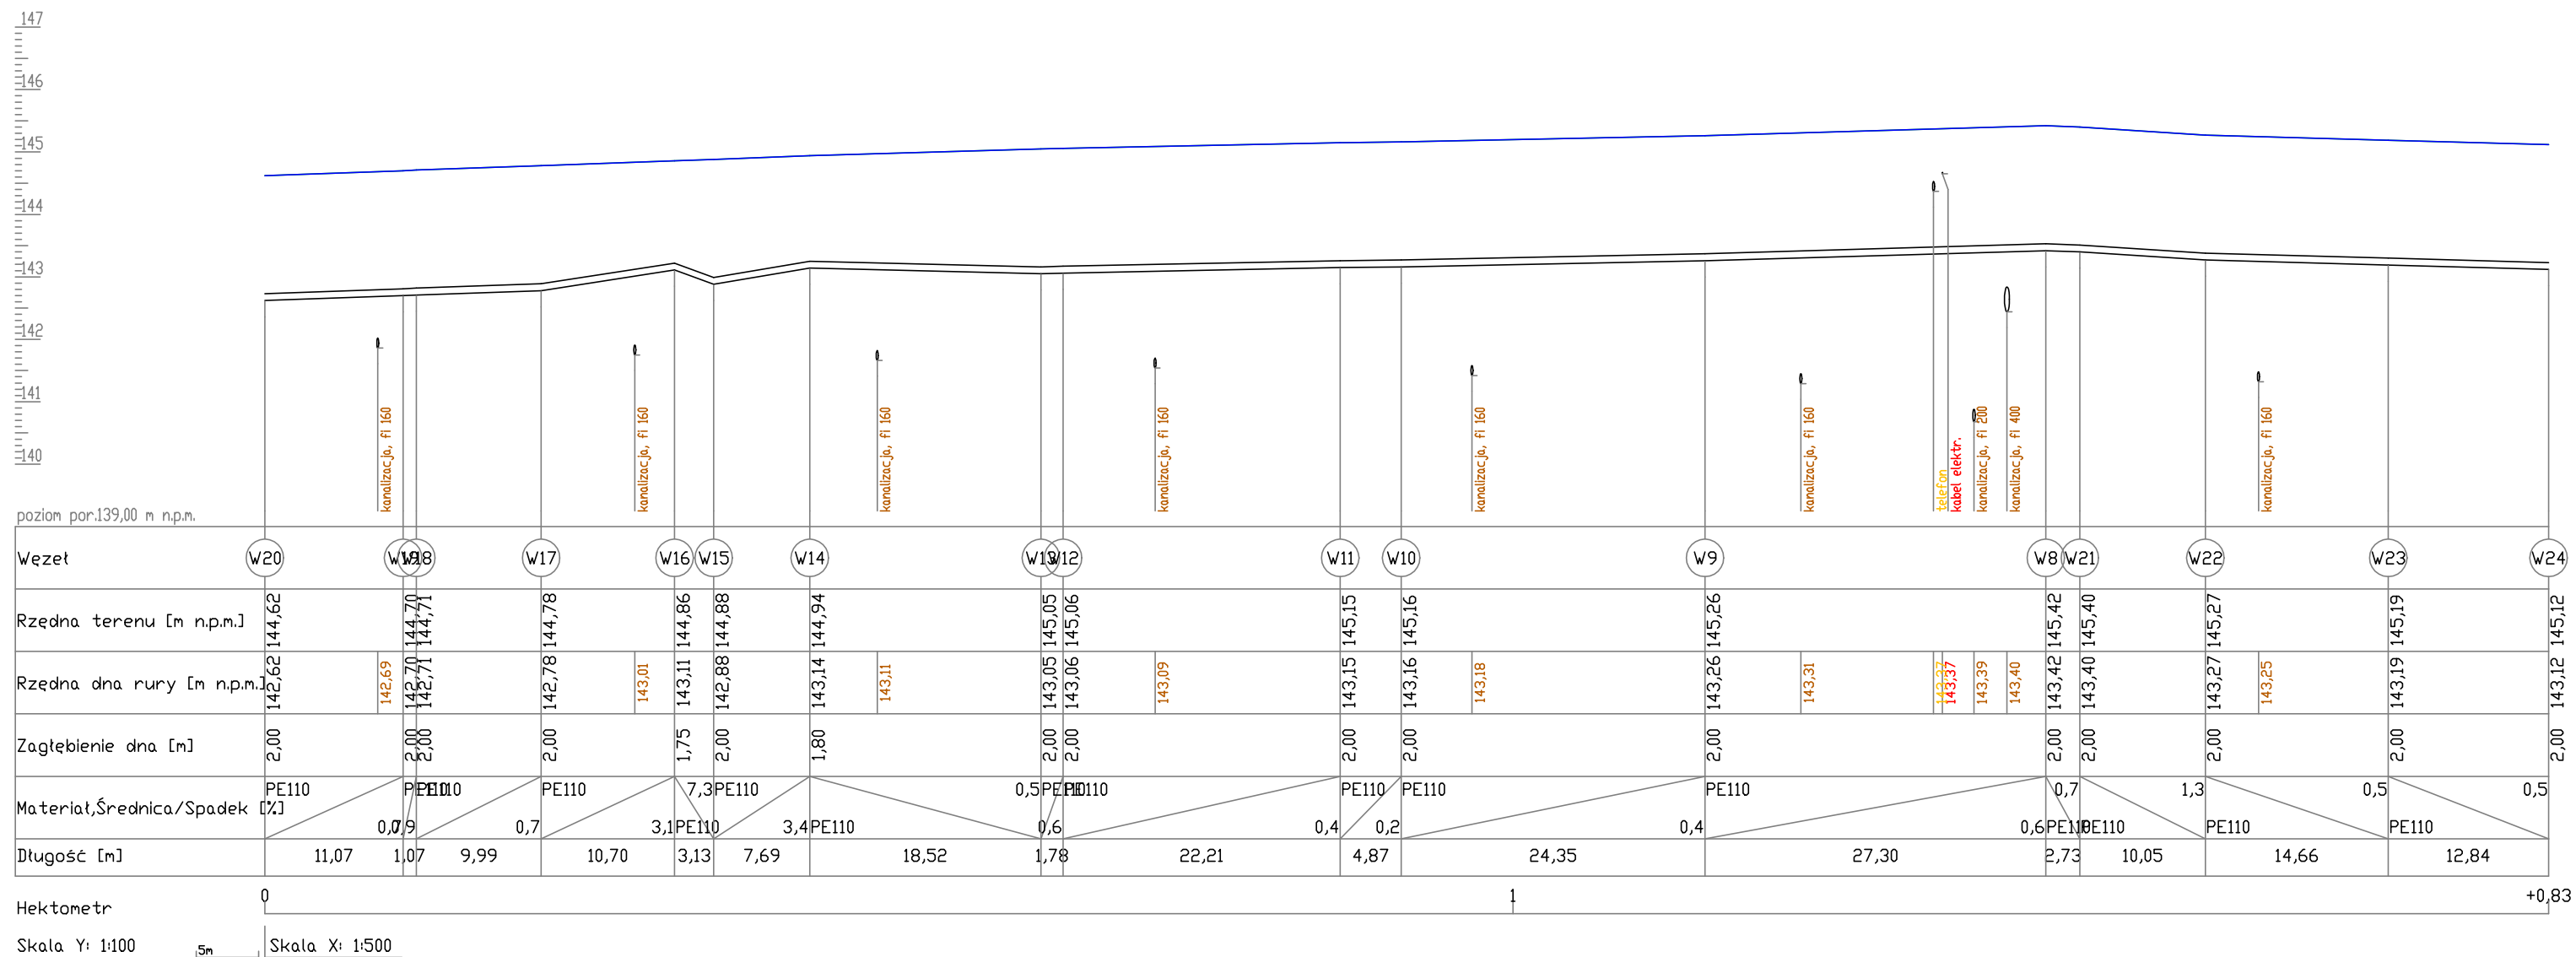 147
146
145
144
143
142
141
140
poziom por.139,00 m n.p.m.
kanalizacja, fi 160
kanalizacja, fi 160
kanalizacja, fi 160
kanalizacja, fi 160
kanalizacja, fi 160
kanalizacja, fi 160
telefon
kabel elektr.
kanalizacja, fi 200
kanalizacja, fi 400
kanalizacja, fi 160
Węzeł W20 W19 W18 W17 W16 W15 W14 W13 W12 W11 W10 W9 W8 W21 W22 W23 W24
Rzędna terenu [m n.p.m.] 144,62 144,70 144,71 144,78 144,86 144,88 144,94 145,05 145,06 145,15 145,16 145,26 145,42 145,40 145,27 145,19 145,12
Rzędna dna rury [m n.p.m.] 142,62 142,69 142,70 142,71 142,78 143,01 143,11 142,88 143,14 143,11 143,05 143,06 143,09 143,15 143,16 143,18 143,26 143,31 143,37 143,37 143,39 143,40 143,42 143,40 143,27 143,25 143,19 143,12
Zagłębienie dna [m] 2,00 2,00 2,00 2,00 1,75 2,00 1,80 2,00 2,00 2,00 2,00 2,00 2,00 2,00 2,00 2,00 2,00
PE110 PE110 PE110 PE110 7,3 PE110 0,5 PE110 PE110 PE110 PE110 PE110 0,7 1,3 0,5 0,5
Materiał,Średnica/Spadek [%]
0,7 0,9 0,7 3,1 PE110 3,4 PE110 0,6 0,4 0,2 0,4 0,6 PE110 PE110 PE110 PE110
Długość [m] 11,07 1,07 9,99 10,70 3,13 7,69 18,52 1,78 22,21 4,87 24,35 27,30 2,73 10,05 14,66 12,84
0 1 +0,83
Hektometr
Skala Y: 1:100 5m Skala X: 1:500